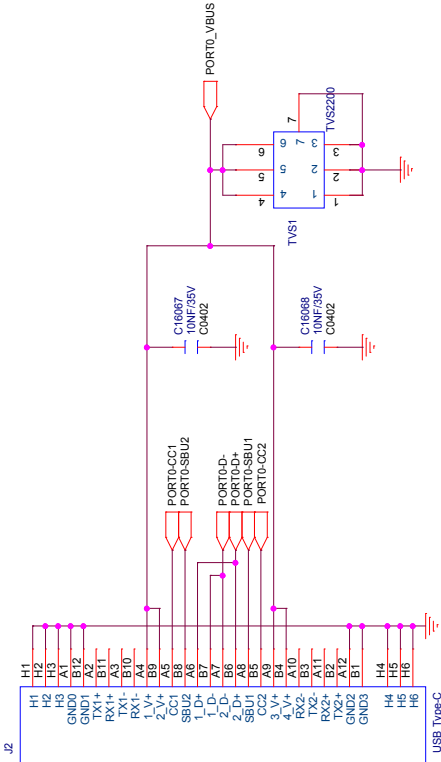 PORT0_VBUS
TVS2200
7
7
6
6
3
3
5
5
2
2
4
4
1
1
TVS1
C16067
10NF/35V
C0402
C16068
10NF/35V
C0402
PORT0-CC1
PORT0-SBU2
PORT0-D-
PORT0-D+
PORT0-SBU1
PORT0-CC2
H1
H2
H3
A1
B12
A2
B11
A3
B10
A4
B9
A5
B8
A6
B7
A7
B6
A8
B5
A9
B4
A10
B3
A11
B2
A12
B1
H4
H5
H6
H1
H2
H3
GND0
GND1
TX1+
RX1+
TX1-
RX1-
1_V+
2_V+
CC1
SBU2
1_D+
1_D-
2_D-
2_D+
SBU1
CC2
3_V+
4_V+
RX2-
TX2-
RX2+
TX2+
GND2
GND3
H4
H5
H6
J2
USB Type-C